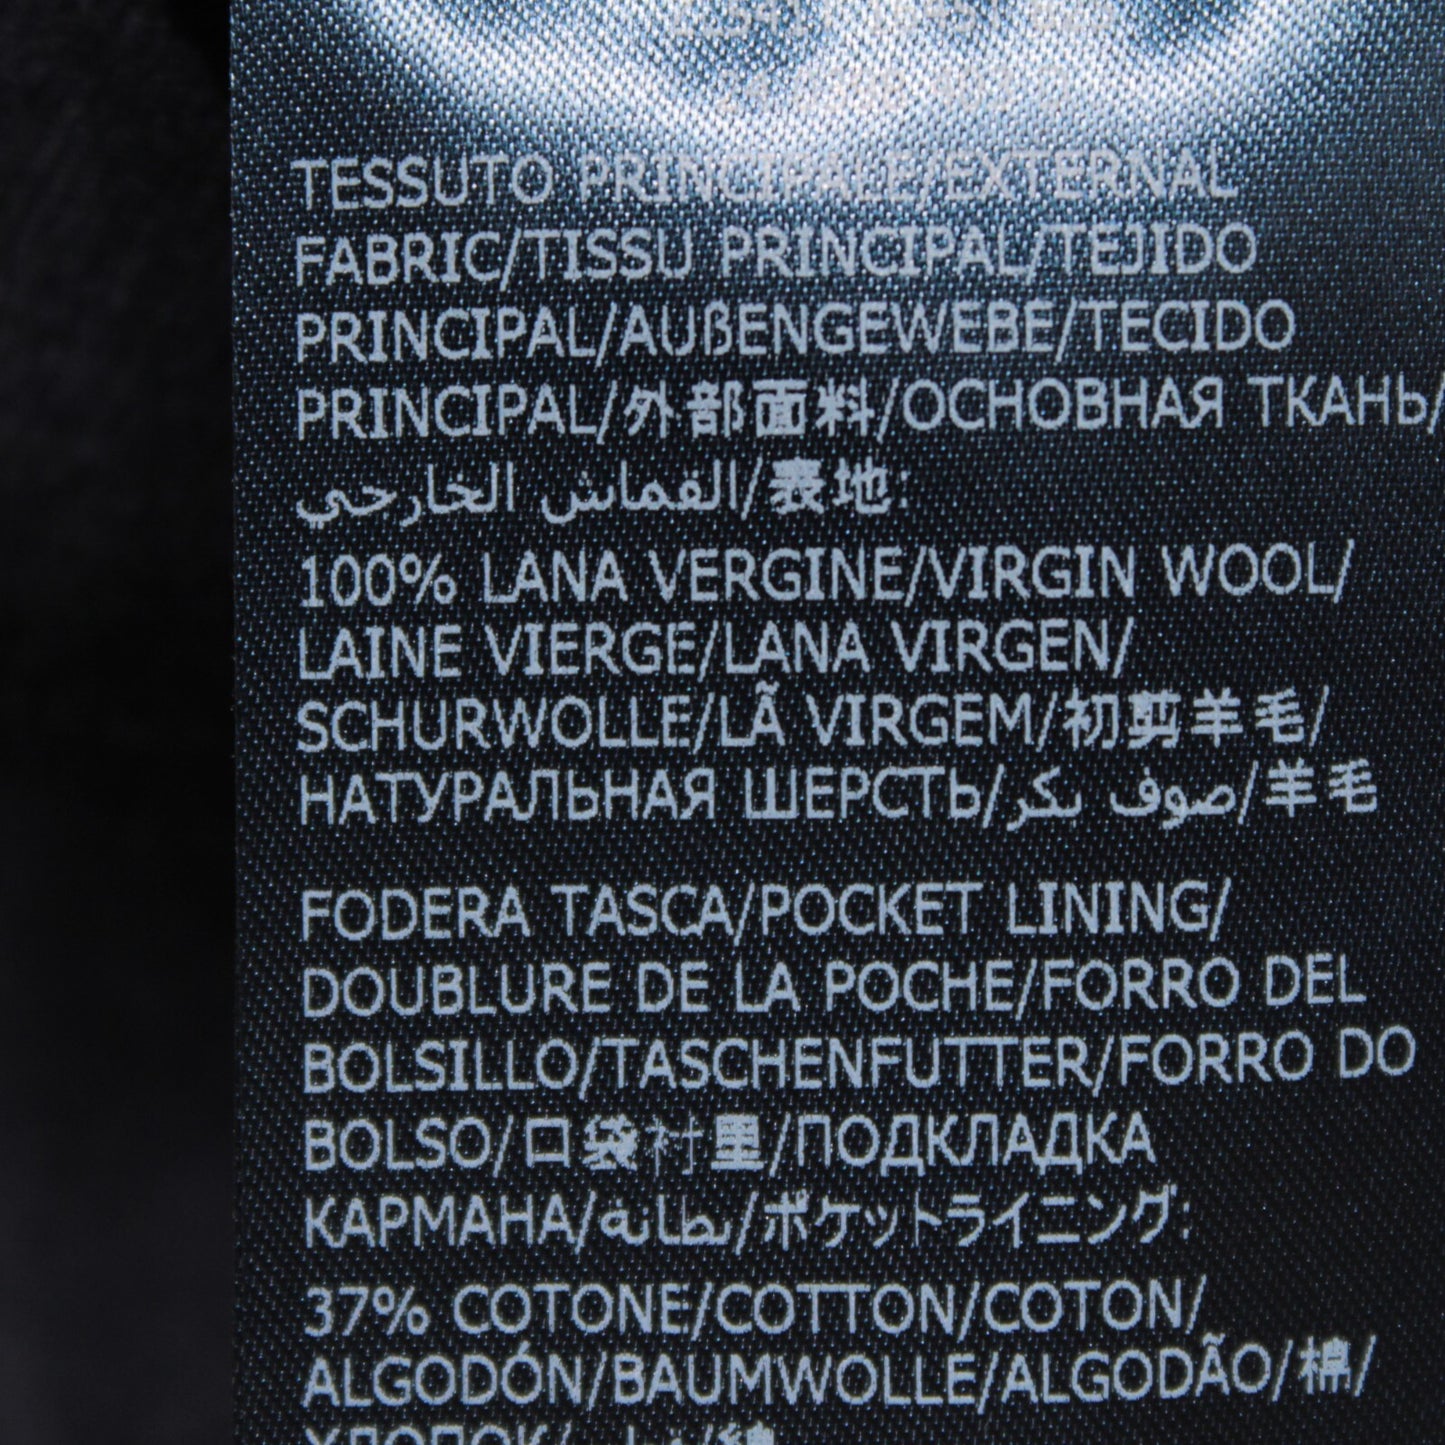 TESSUTO PRINCIPALE/EXTERNAL
FABRIC/TISSU PRINCIPAL/TEJIDO
PRINCIPAL/AUßENGEWEBE/TECIDO
PRINCIPAL/外部面料/ОСНОВНАЯ ТКАНЬ/
القماش الخارجي/表地:
100% LANA VERGINE/VIRGIN WOOL/
LAINE VIERGE/LANA VIRGEN/
SCHURWOLLE/LÃ VIRGEM/初剪羊毛/
НАТУРАЛЬНАЯ ШЕРСТЬ/صوف بكر/羊毛
FODERA TASCA/POCKET LINING/
DOUBLURE DE LA POCHE/FORRO DEL
BOLSILLO/TASCHENFUTTER/FORRO DO
BOLSO/口袋衬里/ПОДКЛАДКА
КАРМАНА/بطانة/ポケットライニング:
37% COTONE/COTTON/COTON/
ALGODÓN/BAUMWOLLE/ALGODÃO/棉/
ХЛОПОК/قطن/綿